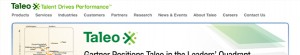 Taleo Talent Drives Performance™
Products Services Industries Customers Partners Research News & Events About Taleo Careers Contact Us
Taleo
Gartner Positions Taleo in the Leaders' Quadrant